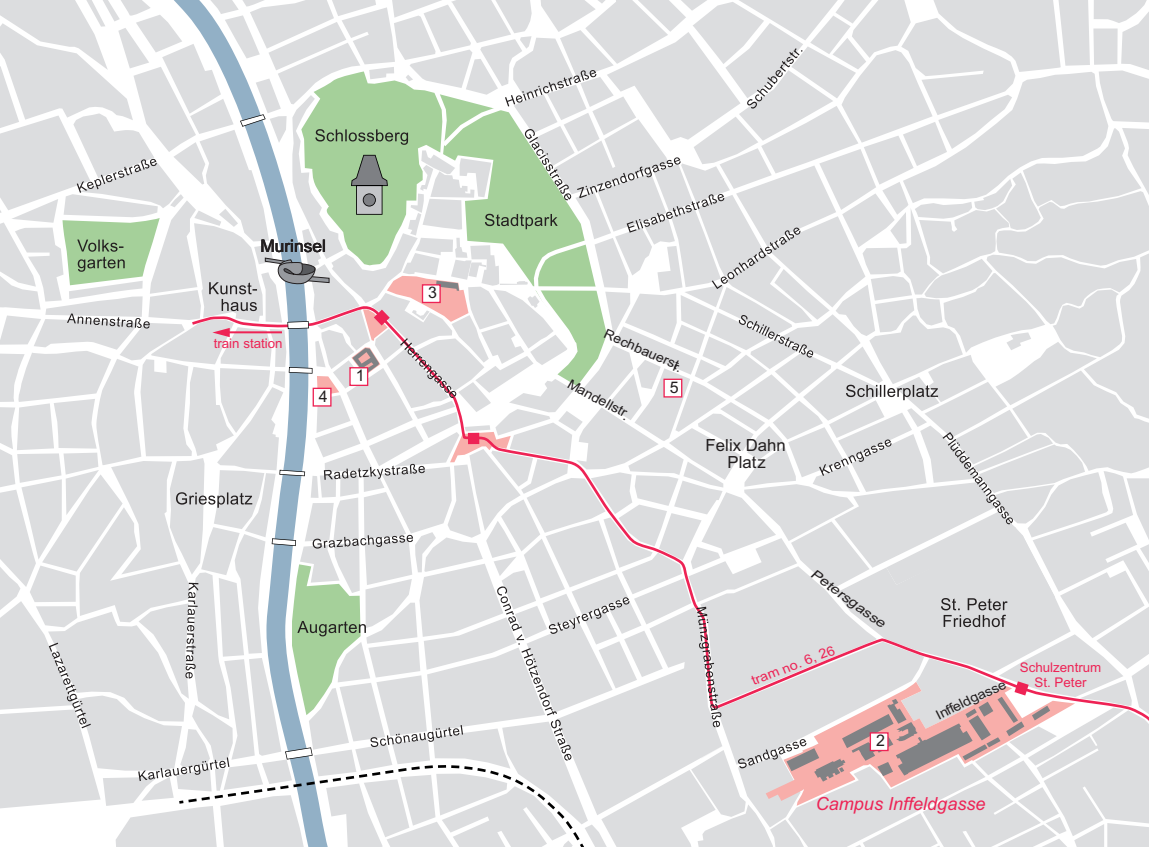 Heinrichstraße
Schubertstr.
Schlossberg
Glacisstraße
Keplerstraße
Zinzendorfgasse
Elisabethstraße
Stadtpark
Volks-
garten
Murinsel
Leonhardstraße
Kunst-
haus
3
Annenstraße
train station
Schillerstraße
Rechbauerst.
Herrengasse
1
4
5
Mandellstr.
Schillerplatz
Felix Dahn
Platz
Krenngasse
Plüddemanngasse
Radetzkystraße
Griesplatz
Grazbachgasse
Karlauerstraße
Conrad v. Hötzendorf Straße
Steyrergasse
Petersgasse
St. Peter
Friedhof
Augarten
Münzgrabenstraße
tram no. 6, 26
Schulzentrum
St. Peter
Lazarettgürtel
Inffeldgasse
Schönaugürtel
Sandgasse
2
Karlauergürtel
Campus Inffeldgasse